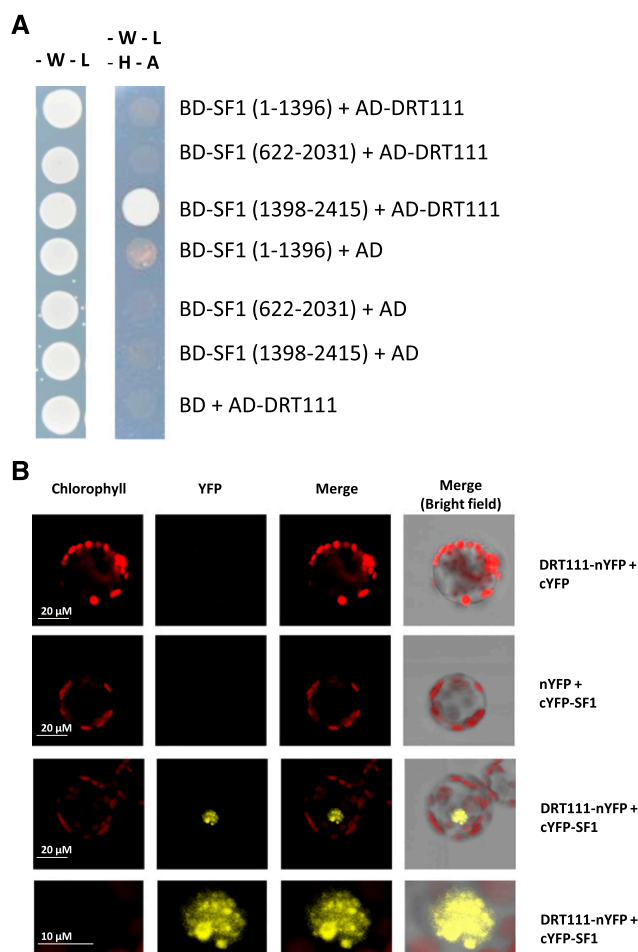 A
- W - L
- W - L
- H - A
BD-SF1 (1-1396) + AD-DRT111
BD-SF1 (622-2031) + AD-DRT111
BD-SF1 (1398-2415) + AD-DRT111
BD-SF1 (1-1396) + AD
BD-SF1 (622-2031) + AD
BD-SF1 (1398-2415) + AD
BD + AD-DRT111
B
Chlorophyll
YFP
Merge
Merge
(Bright field)
20 µM
DRT111-nYFP +
cYFP
20 µM
nYFP +
cYFP-SF1
20 µM
DRT111-nYFP +
cYFP-SF1
10 µM
DRT111-nYFP +
cYFP-SF1